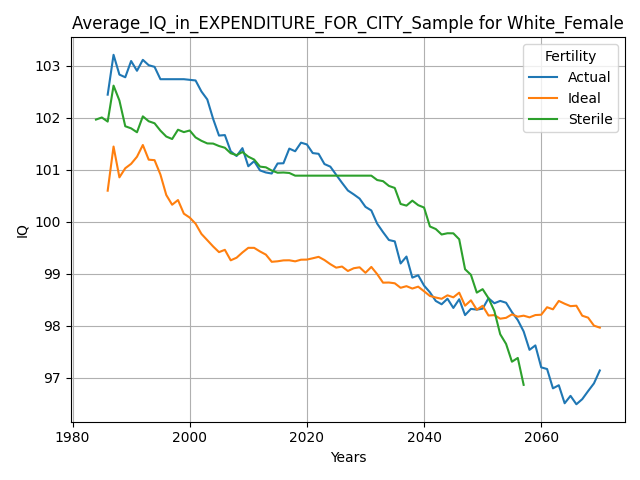 Average_IQ_in_EXPENDITURE_FOR_CITY_Sample for White_Female
Fertility
Actual
Ideal
Sterile
IQ
103
102
101
100
99
98
97
1980
2000
2020
2040
2060
Years